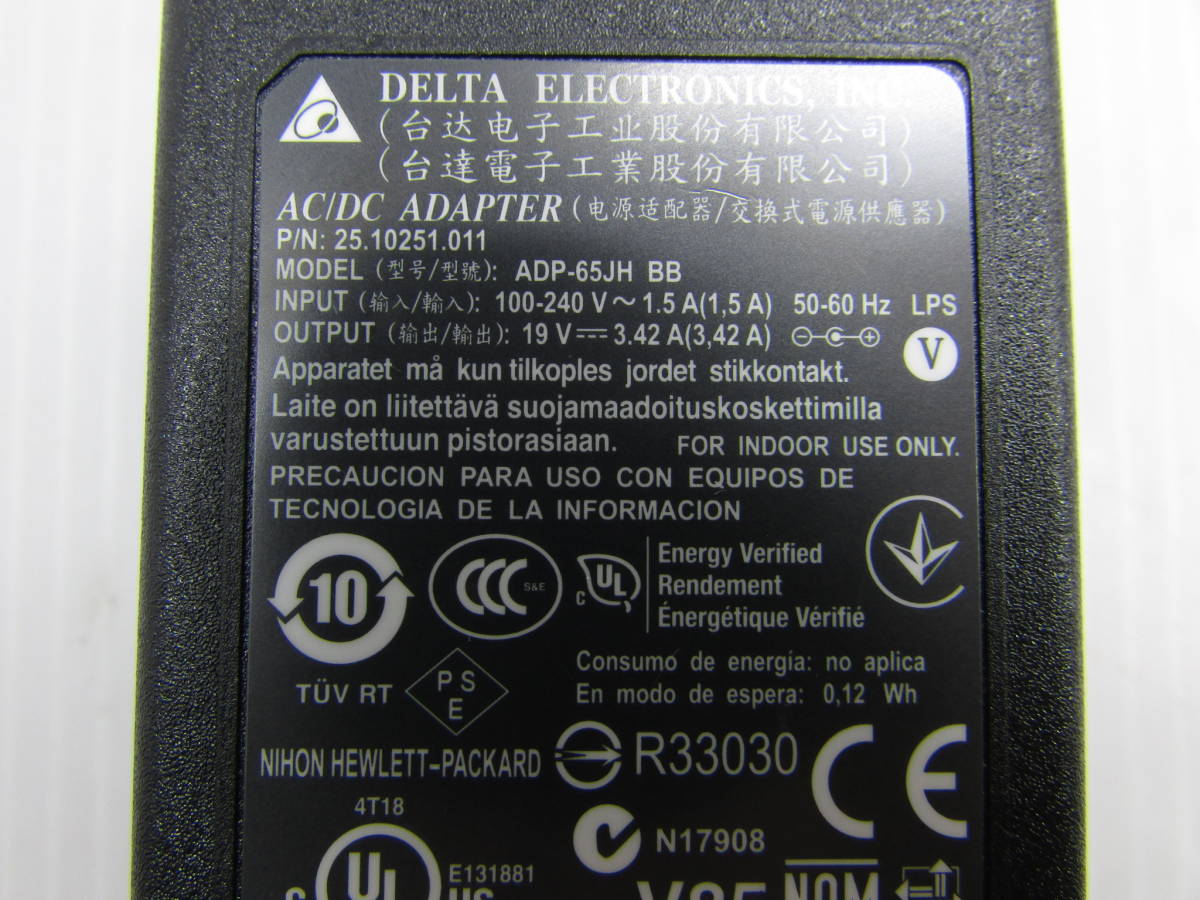 DELTA ELECTRONICS, INC.
(台达电子工业股份有限公司)
(台達電子工業股份有限公司)
AC/DC ADAPTER (电源适配器/交換式電源供應器)
P/N: 25.10251.011
MODEL (型号/型號): ADP-65JH BB
INPUT (输入/輸入): 100-240 V~ 1.5 A(1,5 A) 50-60 Hz LPS
OUTPUT (输出/輸出): 19 V⎓ 3.42 A(3,42 A)
V
Apparatet må kun tilkoples jordet stikkontakt.
Laite on liitettävä suojamaadoituskoskettimilla
varustettuun pistorasiaan. FOR INDOOR USE ONLY.
PRECAUCION PARA USO CON EQUIPOS DE
TECNOLOGIA DE LA INFORMACION
10
CCC S&E
c UL
Energy Verified
Rendement
Énergétique Vérifié
TÜV RT
PSE
Consumo de energía: no aplica
En modo de espera: 0,12 Wh
NIHON HEWLETT-PACKARD
R33030
CE
4T18
N17908
c UL US
E131881
NOM